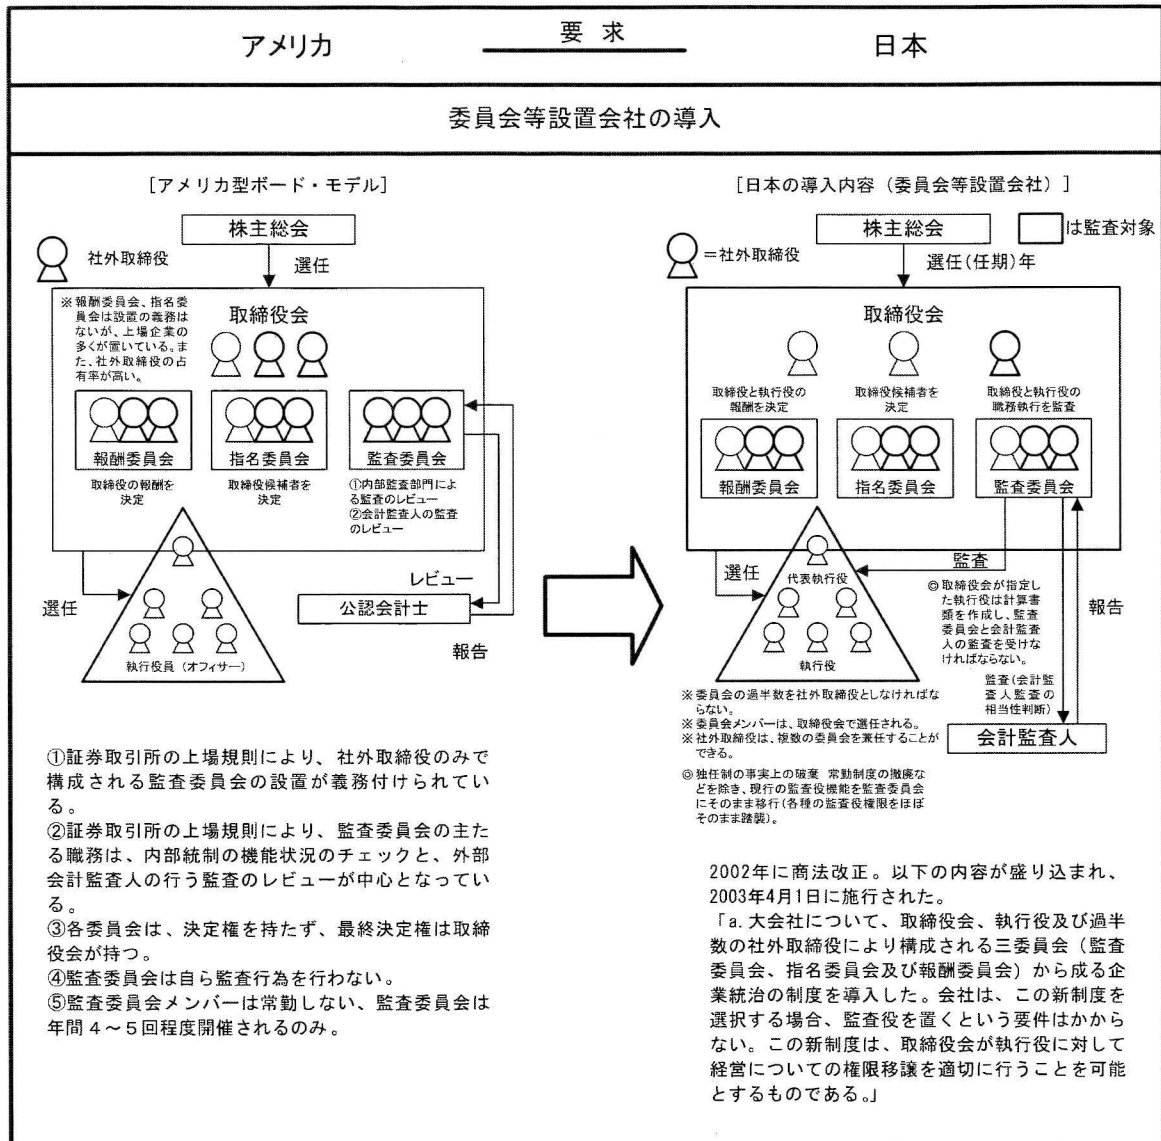 アメリカ
要 求
日本
委員会等設置会社の導入
[アメリカ型ボード・モデル]
株主総会
社外取締役
選任
※報酬委員会、指名委
員会は設置の義務は
ないが、上場企業の
多くが置いている。ま
た、社外取締役の占
有率が高い。
取締役会
報酬委員会
指名委員会
監査委員会
取締役の報酬を
決定
取締役候補者を
決定
①内部監査部門によ
る監査のレビュー
②会計監査人の監査
のレビュー
選任
レビュー
公認会計士
報告
執行役員(オフィサー)
①証券取引所の上場規則により、社外取締役のみで
構成される監査委員会の設置が義務付けられてい
る。
②証券取引所の上場規則により、監査委員会の主た
る職務は、内部統制の機能状況のチェックと、外部
会計監査人の行う監査のレビューが中心となってい
る。
③各委員会は、決定権を持たず、最終決定権は取締
役会が持つ。
④監査委員会は自ら監査行為を行わない。
⑤監査委員会メンバーは常勤しない、監査委員会は
年間4~5回程度開催されるのみ。
[日本の導入内容(委員会等設置会社)]
株主総会
は監査対象
=社外取締役
選任(任期)年
取締役会
取締役と執行役の
報酬を決定
取締役候補者を
決定
取締役と執行役の
職務執行を監査
報酬委員会
指名委員会
監査委員会
選任
代表執行役
監査
執行役
◎取締役会が指定し
た執行役は計算書
類を作成し、監査
委員会と会計監査
人の監査を受けな
ければならない。
報告
監査(会計監
査人監査の
相当性判断)
会計監査人
※委員会の過半数を社外取締役としなければな
らない。
※委員会メンバーは、取締役会で選任される。
※社外取締役は、複数の委員会を兼任することが
できる。
◎独任制の事実上の破棄 常勤制度の撤廃な
どを除き、現行の監査役機能を監査委員会
にそのまま移行(各種の監査役権限をほぼ
そのまま踏襲)。
2002年に商法改正。以下の内容が盛り込まれ、
2003年4月1日に施行された。
「a. 大会社について、取締役会、執行役及び過半
数の社外取締役により構成される三委員会(監査
委員会、指名委員会及び報酬委員会)から成る企
業統治の制度を導入した。会社は、この新制度を
選択する場合、監査役を置くという要件はかから
ない。この新制度は、取締役会が執行役に対して
経営についての権限移譲を適切に行うことを可能
とするものである。」